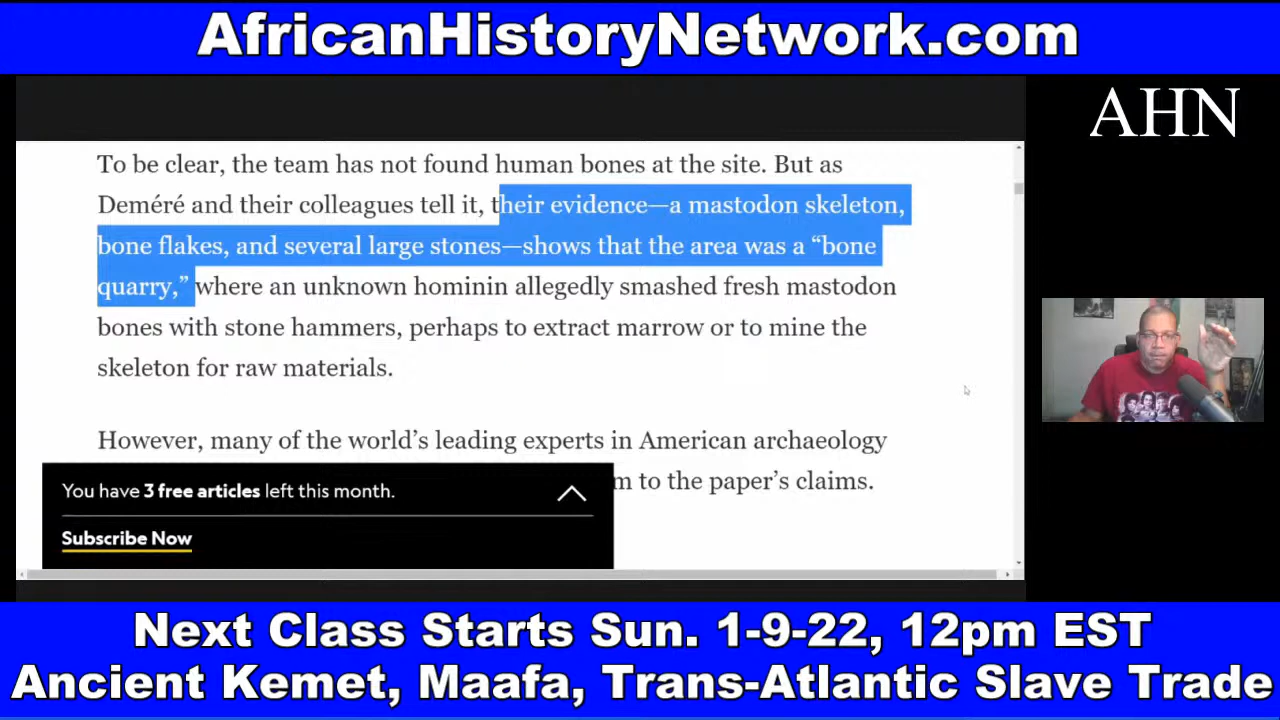 AfricanHistoryNetwork.com
AHN
To be clear, the team has not found human bones at the site. But as
Deméré and their colleagues tell it, their evidence—a mastodon skeleton,
bone flakes, and several large stones—shows that the area was a “bone
quarry,” where an unknown hominin allegedly smashed fresh mastodon
bones with stone hammers, perhaps to extract marrow or to mine the
skeleton for raw materials.
However, many of the world’s leading experts in American archaeology
m to the paper’s claims.
You have 3 free articles left this month.
Subscribe Now
Next Class Starts Sun. 1-9-22, 12pm EST
Ancient Kemet, Maafa, Trans-Atlantic Slave Trade